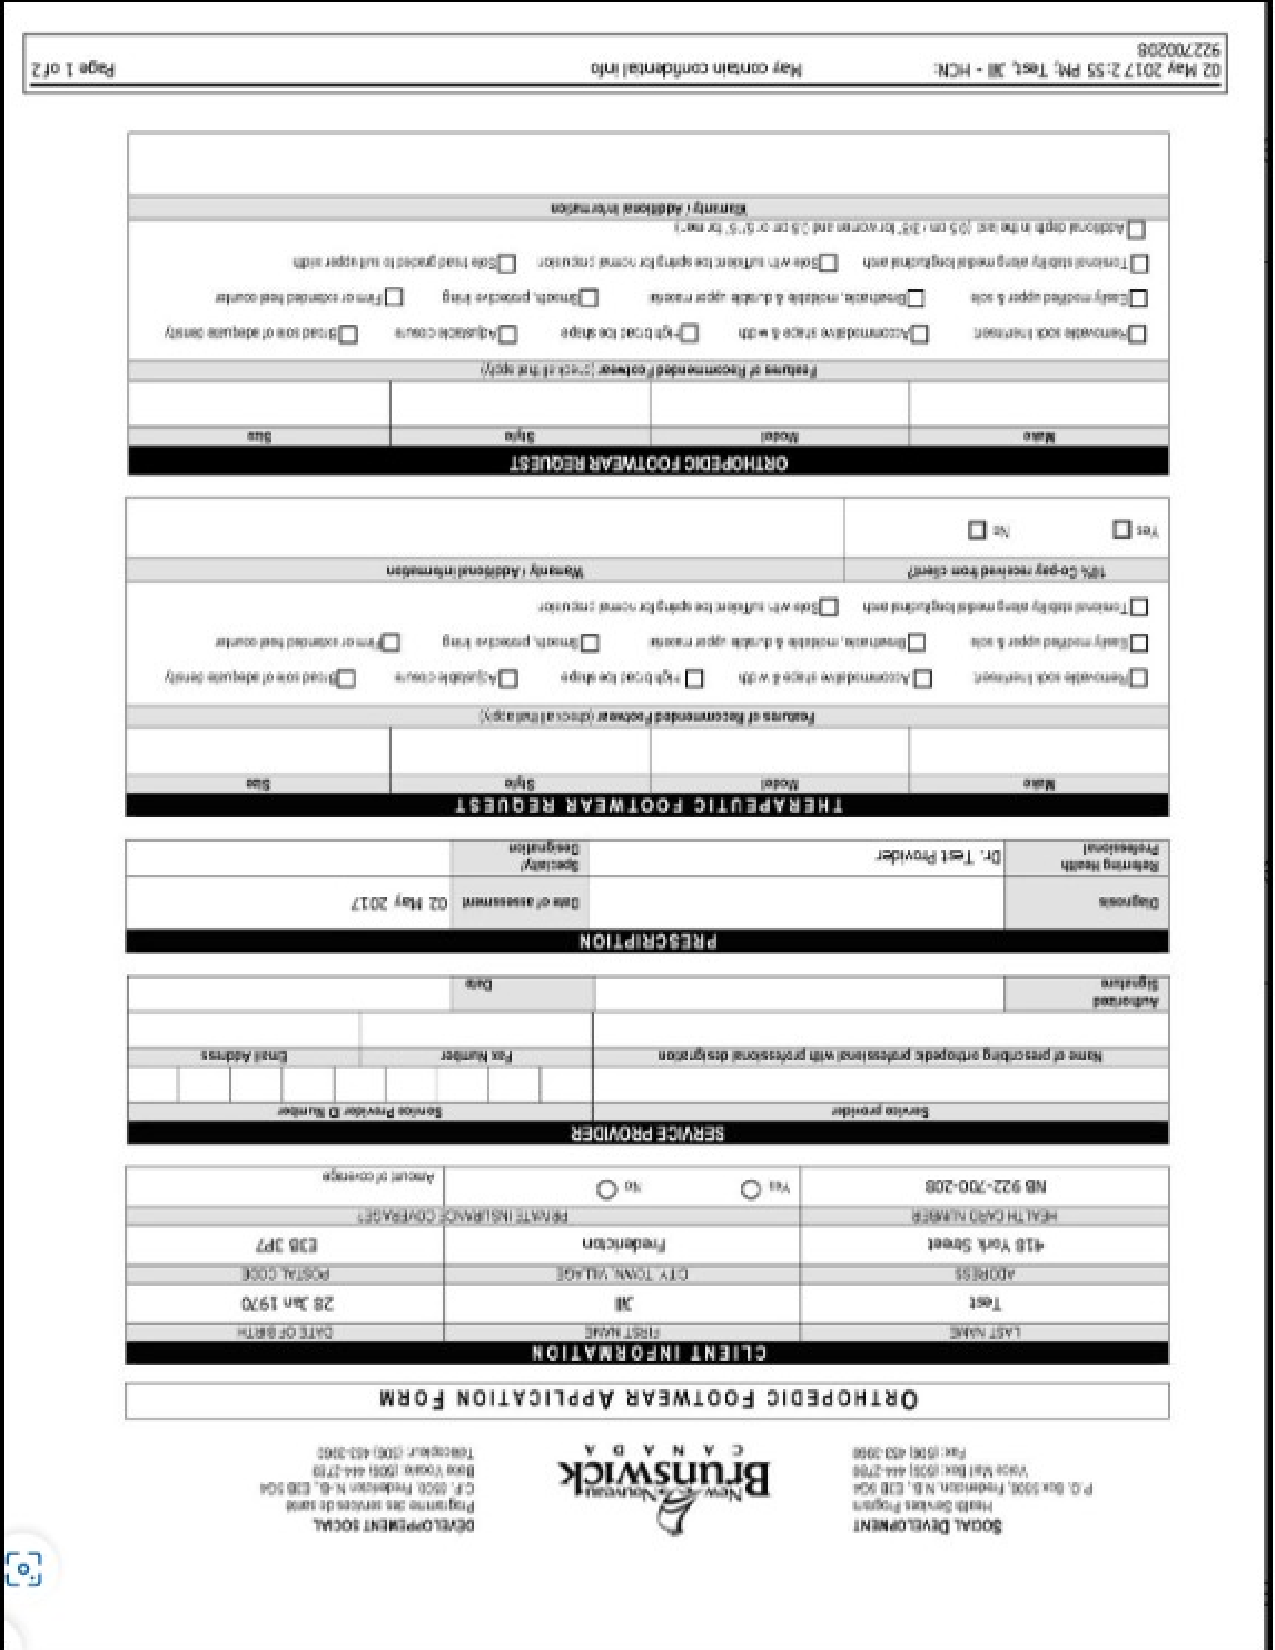 SOCIAL DEVELOPMENT
Health Services Program
P.O. Box 5500, Fredericton, N.B., E3B 5G4
Voice Mail Box: (506) 444-2759
Fax: (506) 453-3960
New Nouveau
Brunswick
CANADA
DÉVELOPPEMENT SOCIAL
Programme des services de santé
C.P. 5500, Fredericton N.-B., E3B 5G4
Boite Vocale: (506) 444-2759
Télécopieur: (506) 453-3960
ORTHOPEDIC FOOTWEAR APPLICATION FORM
CLIENT INFORMATION
LAST NAME FIRST NAME DATE OF BIRTH
Test Jill 28 Jan 1970
ADDRESS CITY, TOWN, VILLAGE POSTAL CODE
418 York Street Fredericton E3B 3P7
HEALTH CARD NUMBER PRIVATE INSURANCE COVERAGE?
NB 922-700-208 Yes No Amount of coverage
SERVICE PROVIDER
Service provider Service Provider ID Number
Name of prescribing orthopedic professional with professional designation Fax Number Email Address
Authorized Signature Date
PRESCRIPTION
Diagnosis Date of assessment 02 May 2017
Referring Health Professional Dr. Test Provider Specialty/ Designation
THERAPEUTIC FOOTWEAR REQUEST
Make Model Style Size
Features of Recommended Footwear (check all that apply)
Removable sock liner/insert Accommodative shape & width High broad toe shape Adjustable closure Broad sole of adequate density
Easily modified upper & sole Breathable, moldable & durable upper material Smooth, protective lining Firm or extended heel counter
Torsional stability along medial longitudinal arch Sole with sufficient toe spring for normal propulsion
10% Co-pay received from client? Warranty / Additional information
Yes No
ORTHOPEDIC FOOTWEAR REQUEST
Make Model Style Size
Features of Recommended Footwear (check all that apply)
Removable sock liner/insert Accommodative shape & width High broad toe shape Adjustable closure Broad sole of adequate density
Easily modified upper & sole Breathable, moldable & durable upper material Smooth, protective lining Firm or extended heel counter
Torsional stability along medial longitudinal arch Sole with sufficient toe spring for normal propulsion Sole tread graded to suit upper width
Additional depth in the last (0.5 cm / 3/8" for women and 0.8 cm or 5/16" for men)
Warranty / Additional Information
02 May 2017 2:55 PM; Test, Jill - HCN: May contain confidential info Page 1 of 2
922700208